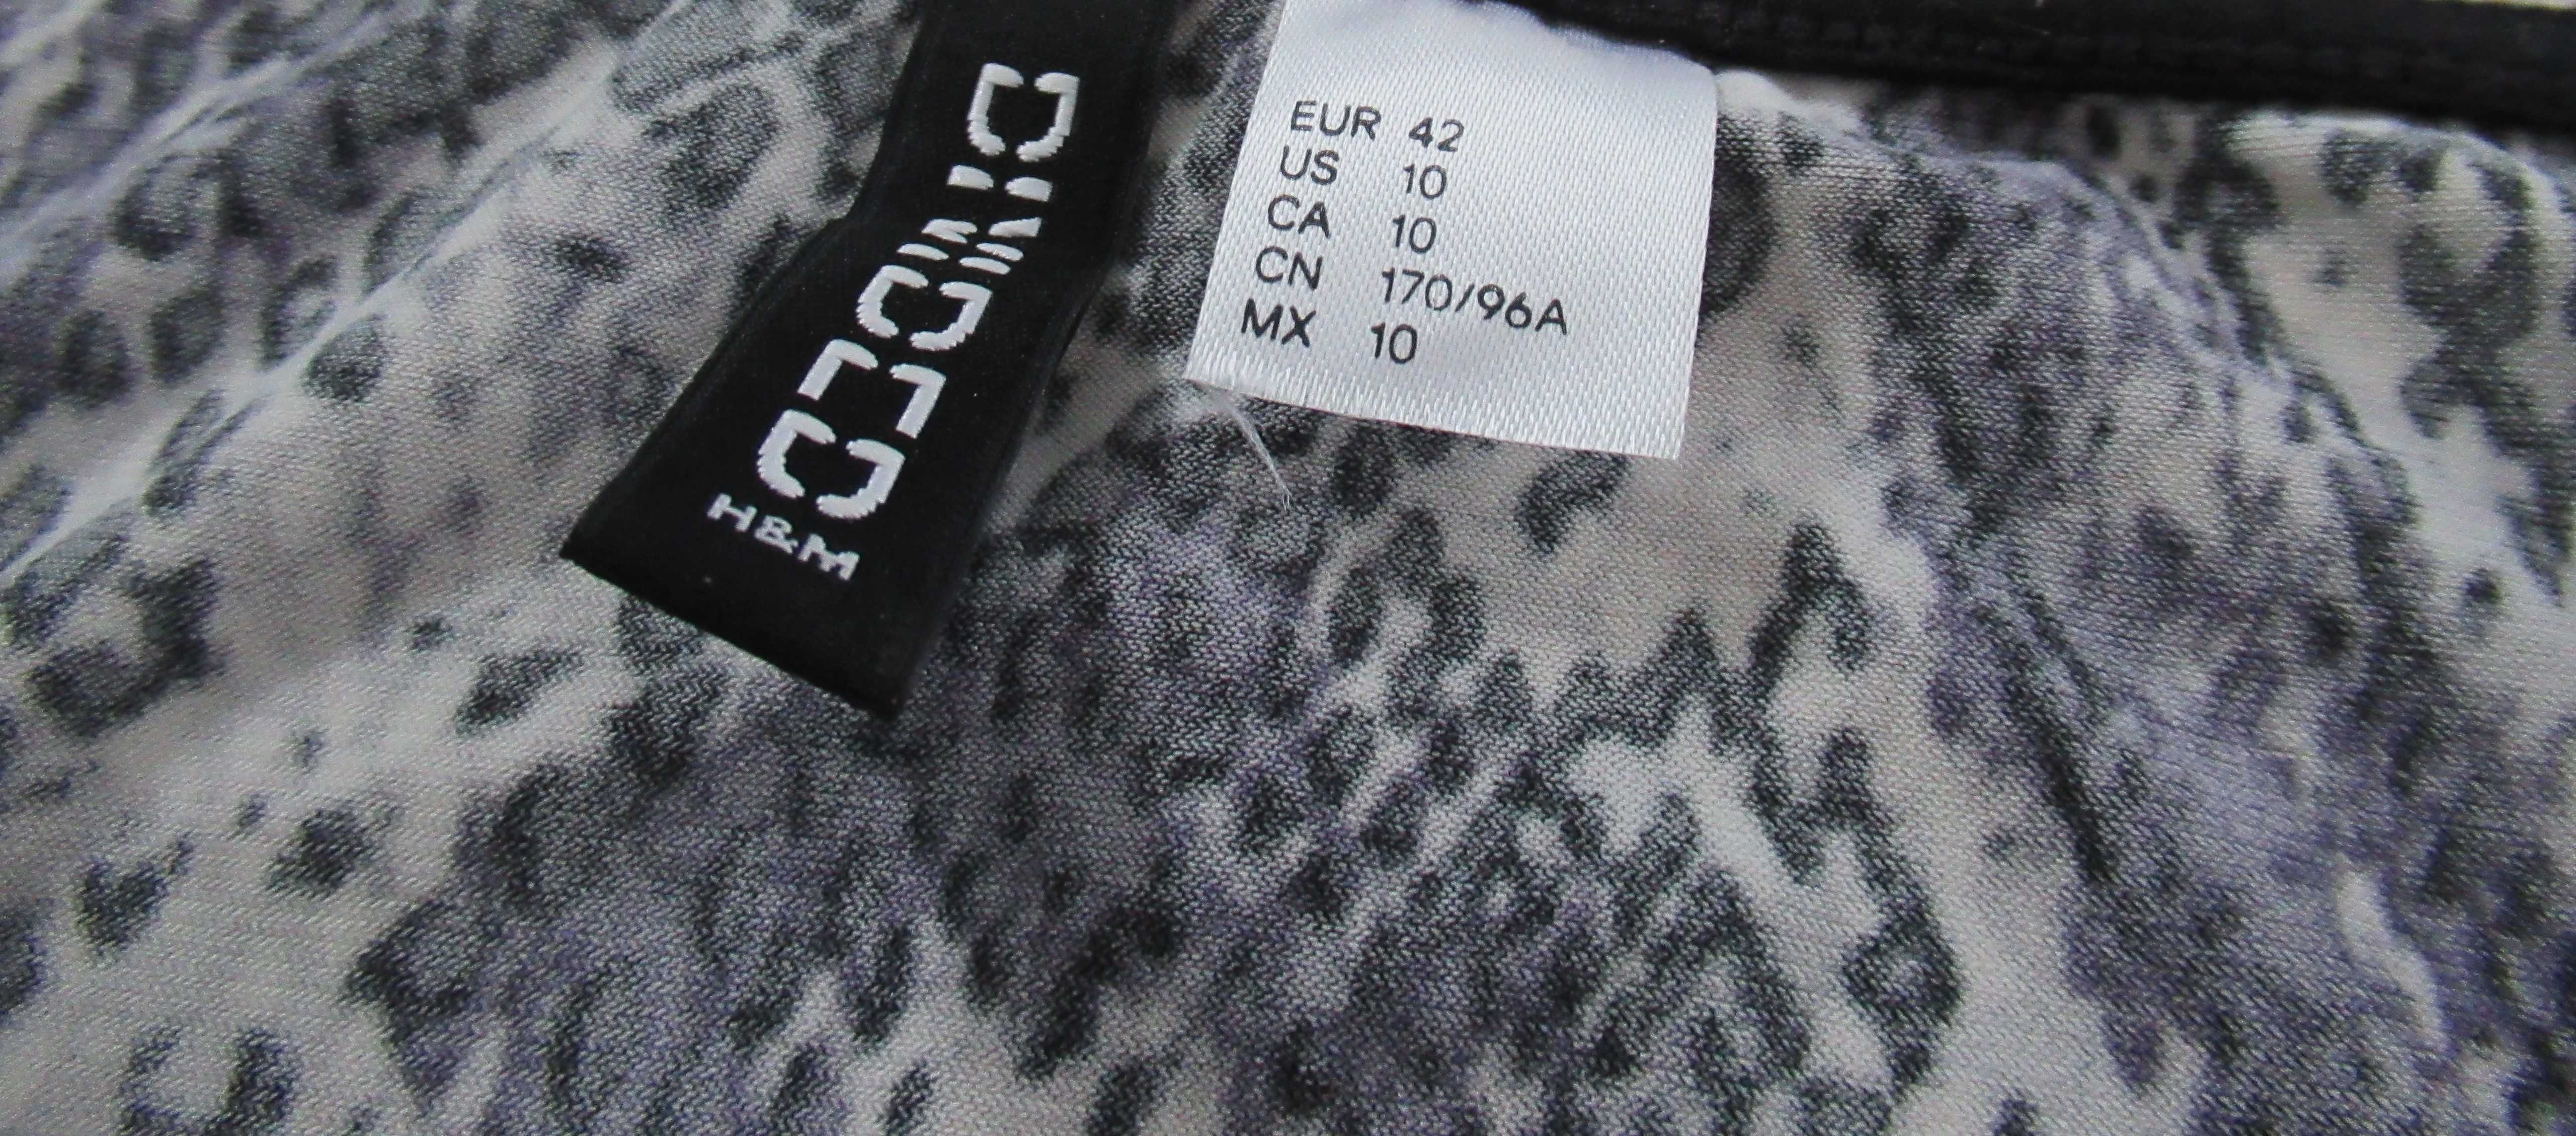 DIVIDED
H&M
EUR 42
US 10
CA 10
CN 170/96A
MX 10